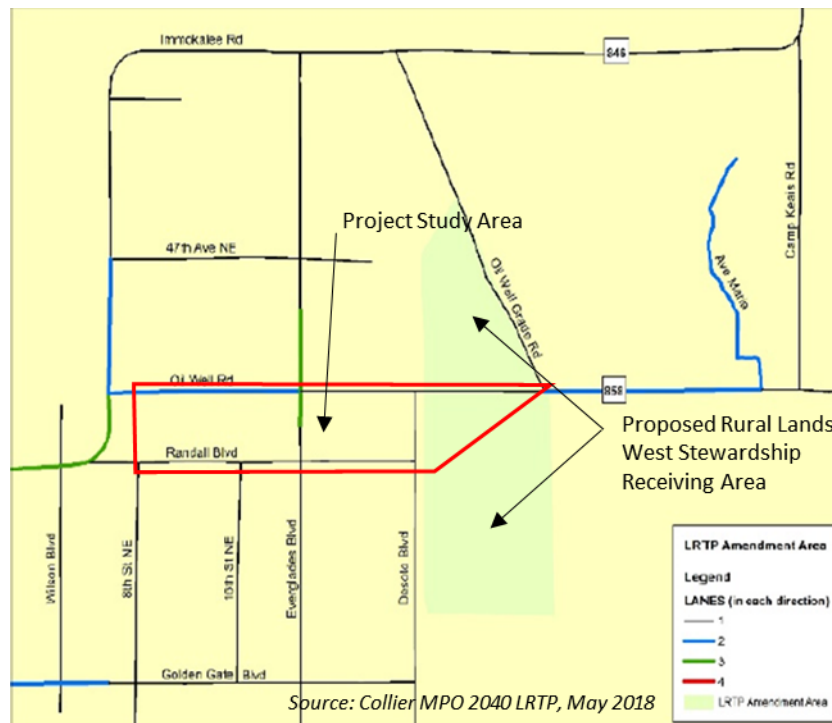 Immokalee Rd
846
Project Study Area
47th Ave NE
Oil Well Grade Rd
Ave Maria
Camp Keais Rd
Oil Well Rd
858
Randall Blvd
Proposed Rural Lands
West Stewardship
Receiving Area
Wilson Blvd
8th St NE
16th St NE
Everglades Blvd
Desoto Blvd
Golden Gate Blvd
LRTP Amendment Area
Legend
LANES (in each direction)
1
2
3
4
LRTP Amendment Area
Source: Collier MPO 2040 LRTP, May 2018